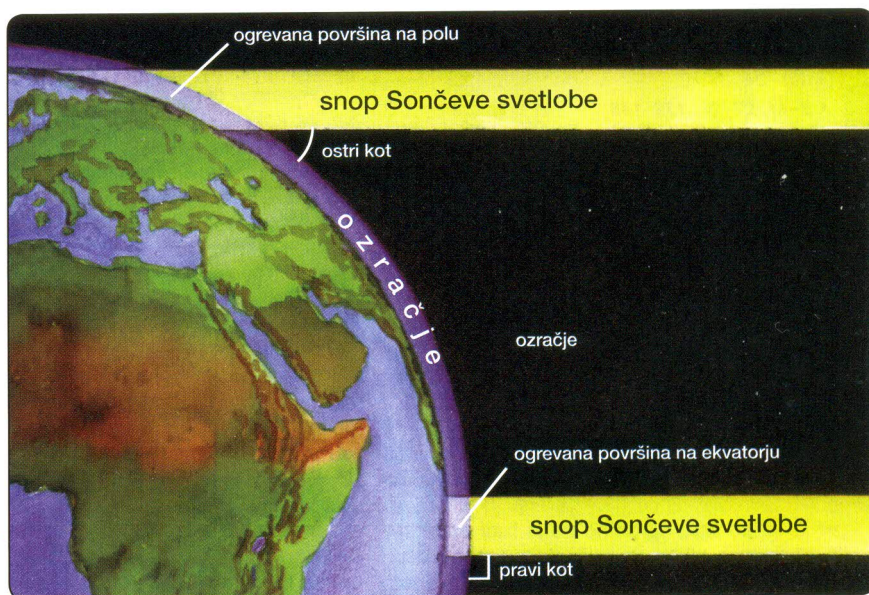 ogrevana površina na polu
snop Sončeve svetlobe
ostri kot
ozračje
ozračje
ogrevana površina na ekvatorju
snop Sončeve svetlobe
pravi kot